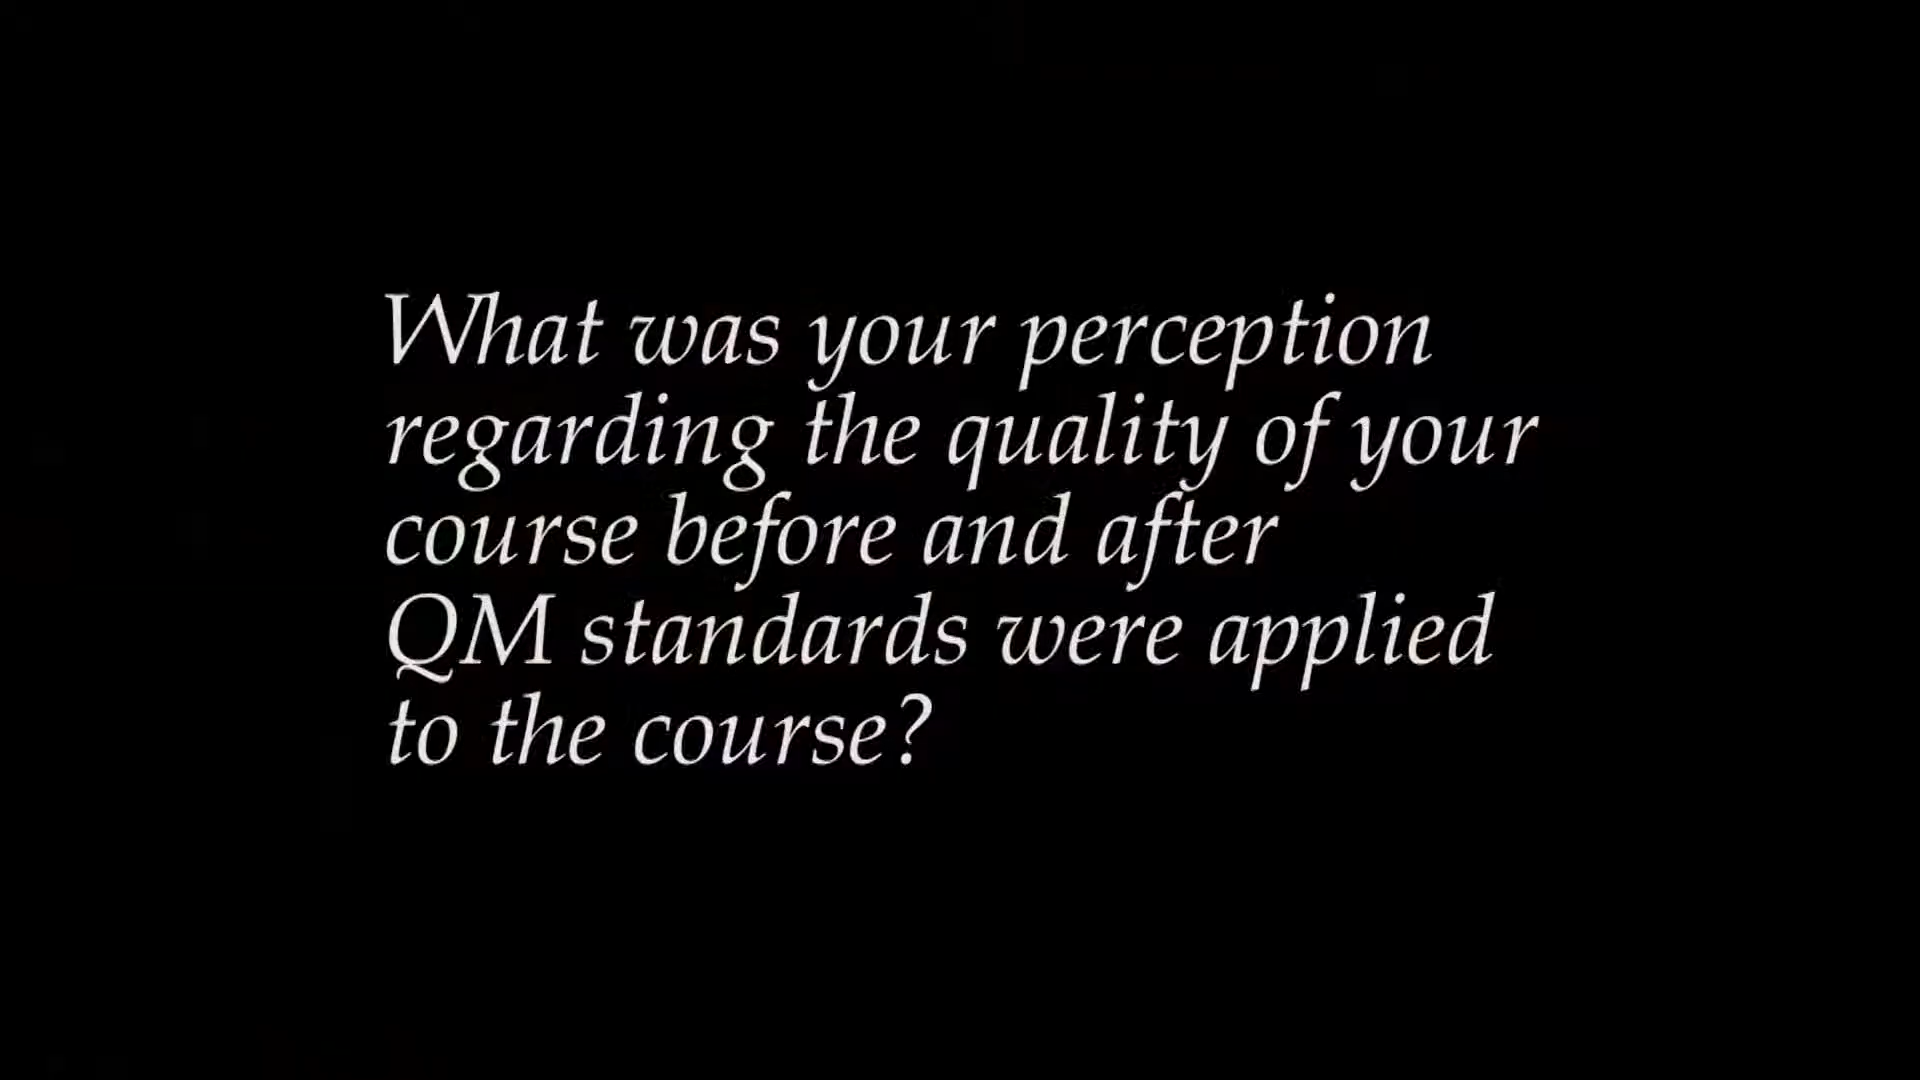 What was your perception
regarding the quality of your
course before and after
QM standards were applied
to the course?